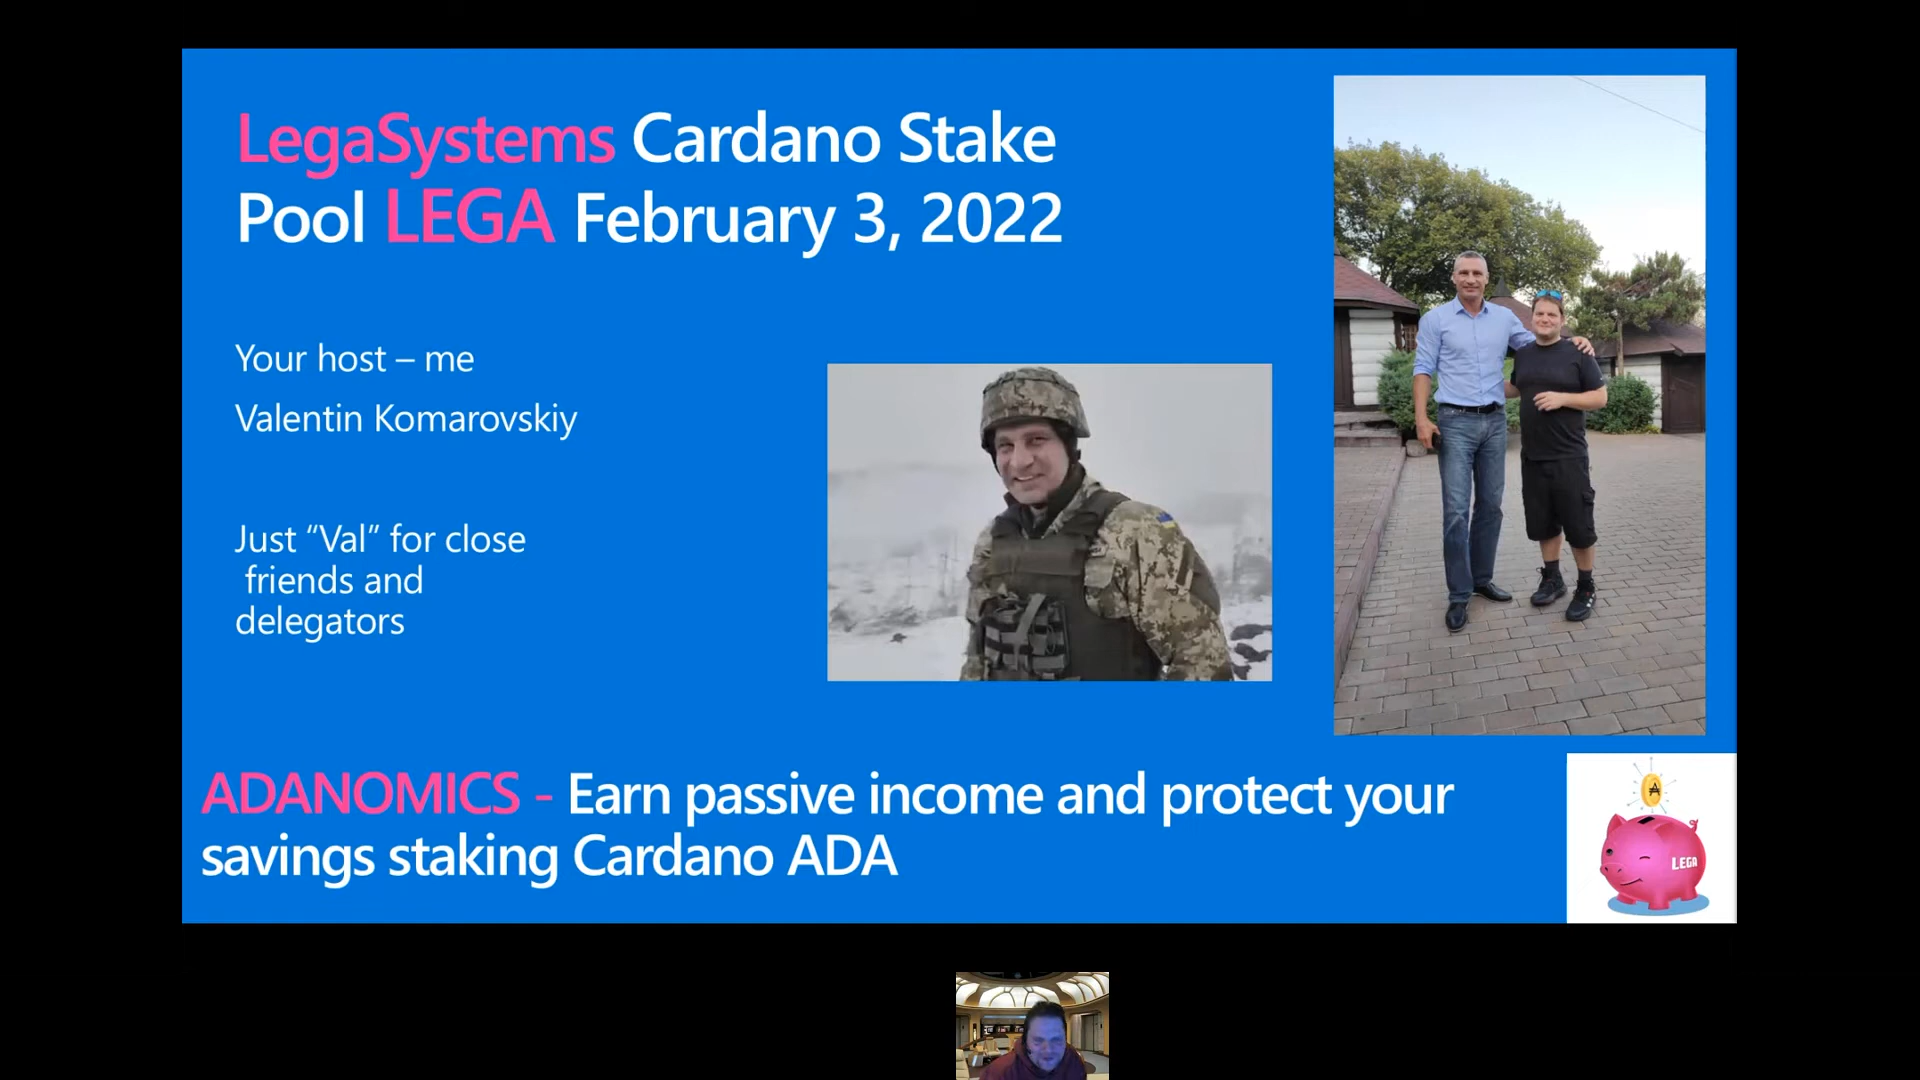 LegaSystems Cardano Stake
Pool LEGA February 3, 2022
Your host – me
Valentin Komarovskiy
Just “Val” for close
friends and
delegators
ADANOMICS - Earn passive income and protect your
savings staking Cardano ADA
LEGA